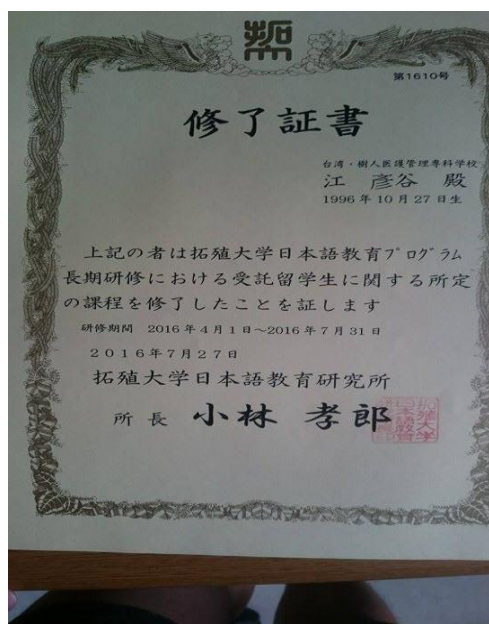 拓
第1610号
修了証書
台湾・樹人医護管理専科学校
江 彦谷 殿
1996年10月27日生
上記の者は拓殖大学日本語教育プログラム
長期研修における受託留学生に関する所定
の課程を修了したことを証します
研修期間 2016年4月1日~2016年7月31日
2016年7月27日
拓殖大学日本語教育研究所
所長 小林 孝郎